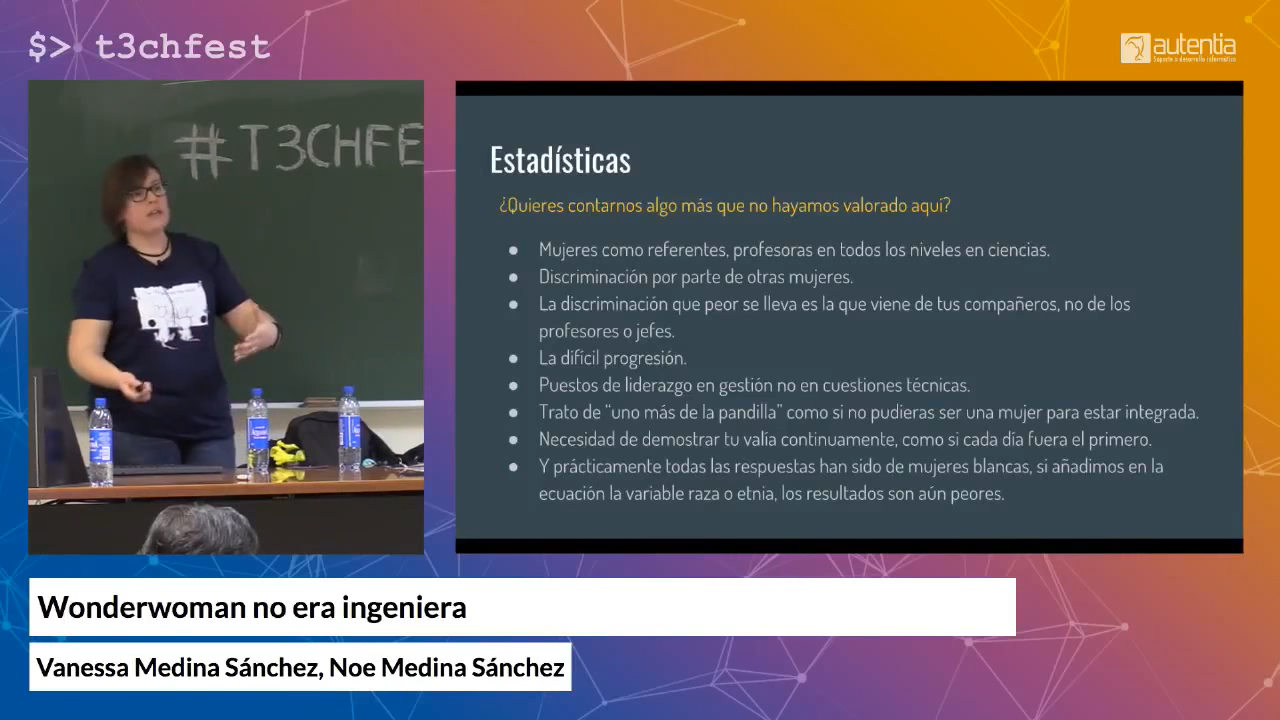 $> t3chfest
autentia
Soporte a desarrollo informático
#T3CHFE
Estadísticas
¿Quieres contarnos algo más que no hayamos valorado aquí?
● Mujeres como referentes, profesoras en todos los niveles en ciencias.
● Discriminación por parte de otras mujeres.
● La discriminación que peor se lleva es la que viene de tus compañeros, no de los
profesores o jefes.
● La difícil progresión.
● Puestos de liderazgo en gestión no en cuestiones técnicas.
● Trato de “uno más de la pandilla” como si no pudieras ser una mujer para estar integrada.
● Necesidad de demostrar tu valía continuamente, como si cada día fuera el primero.
● Y prácticamente todas las respuestas han sido de mujeres blancas, si añadimos en la
ecuación la variable raza o etnia, los resultados son aún peores.
Wonderwoman no era ingeniera
Vanessa Medina Sánchez, Noe Medina Sánchez